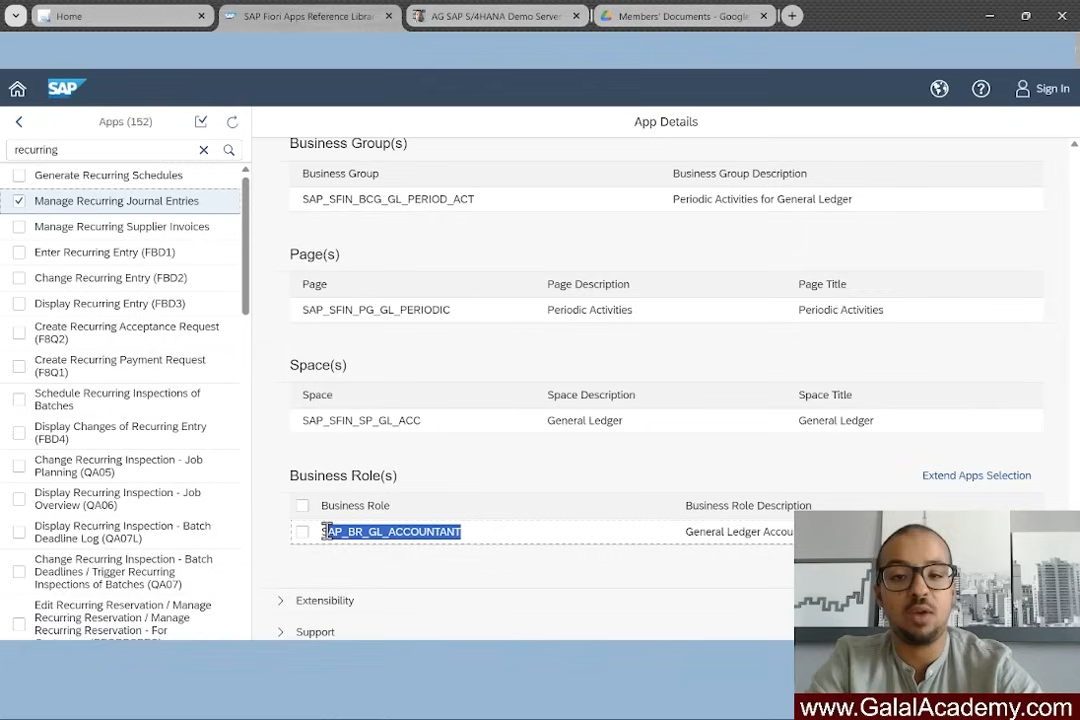 Home
SAP Fiori Apps Reference Libra
AG SAP S/4HANA Demo Server
Members' Documents - Google
SAP
Sign In
Apps (152)
App Details
recurring
Generate Recurring Schedules
Manage Recurring Journal Entries
Manage Recurring Supplier Invoices
Enter Recurring Entry (FBD1)
Change Recurring Entry (FBD2)
Display Recurring Entry (FBD3)
Create Recurring Acceptance Request
(F8Q2)
Create Recurring Payment Request
(F8Q1)
Schedule Recurring Inspections of
Batches
Display Changes of Recurring Entry
(FBD4)
Change Recurring Inspection - Job
Planning (QA05)
Display Recurring Inspection - Job
Overview (QA06)
Display Recurring Inspection - Batch
Deadline Log (QA07L)
Change Recurring Inspection - Batch
Deadlines / Trigger Recurring
Inspections of Batches (QA07)
Edit Recurring Reservation / Manage
Recurring Reservation / Manage
Recurring Reservation - For
Business Group(s)
Business Group
Business Group Description
SAP_SFIN_BCG_GL_PERIOD_ACT
Periodic Activities for General Ledger
Page(s)
Page
Page Description
Page Title
SAP_SFIN_PG_GL_PERIODIC
Periodic Activities
Periodic Activities
Space(s)
Space
Space Description
Space Title
SAP_SFIN_SP_GL_ACC
General Ledger
General Ledger
Business Role(s)
Extend Apps Selection
Business Role
Business Role Description
SAP_BR_GL_ACCOUNTANT
General Ledger Accou
Extensibility
Support
www.GalalAcademy.com